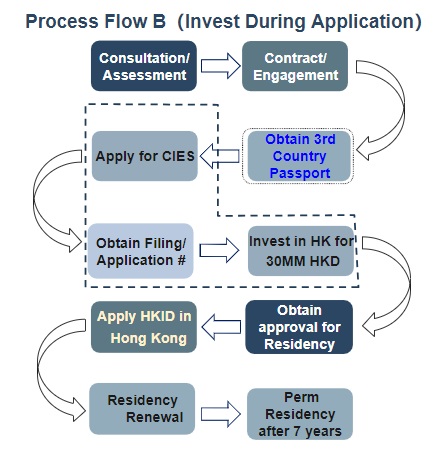 Process Flow B (Invest During Application)
Consultation/
Assessment
Contract/
Engagement
Obtain 3rd
Country
Passport
Apply for CIES
Obtain Filing/
Application #
Invest in HK for
30MM HKD
Obtain
approval for
Residency
Apply HKID in
Hong Kong
Residency
Renewal
Perm
Residency
after 7 years